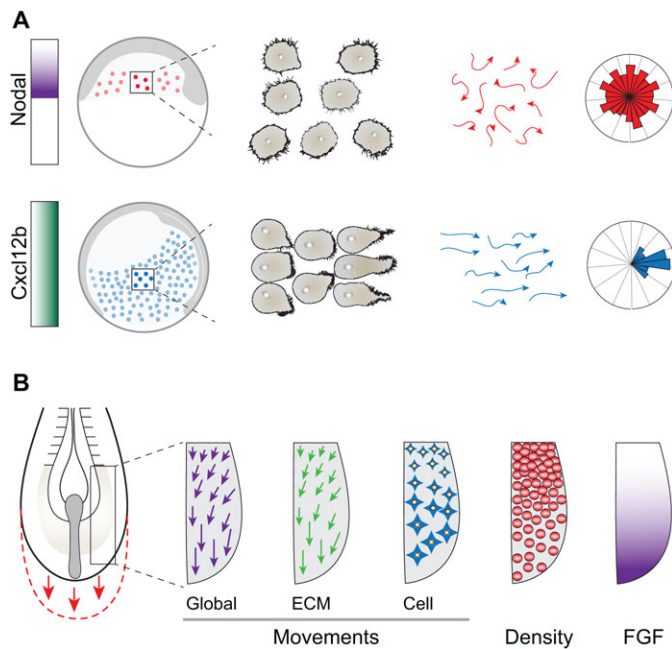 A
Nodal
Cxcl12b
B
Global
ECM
Cell
Movements
Density
FGF